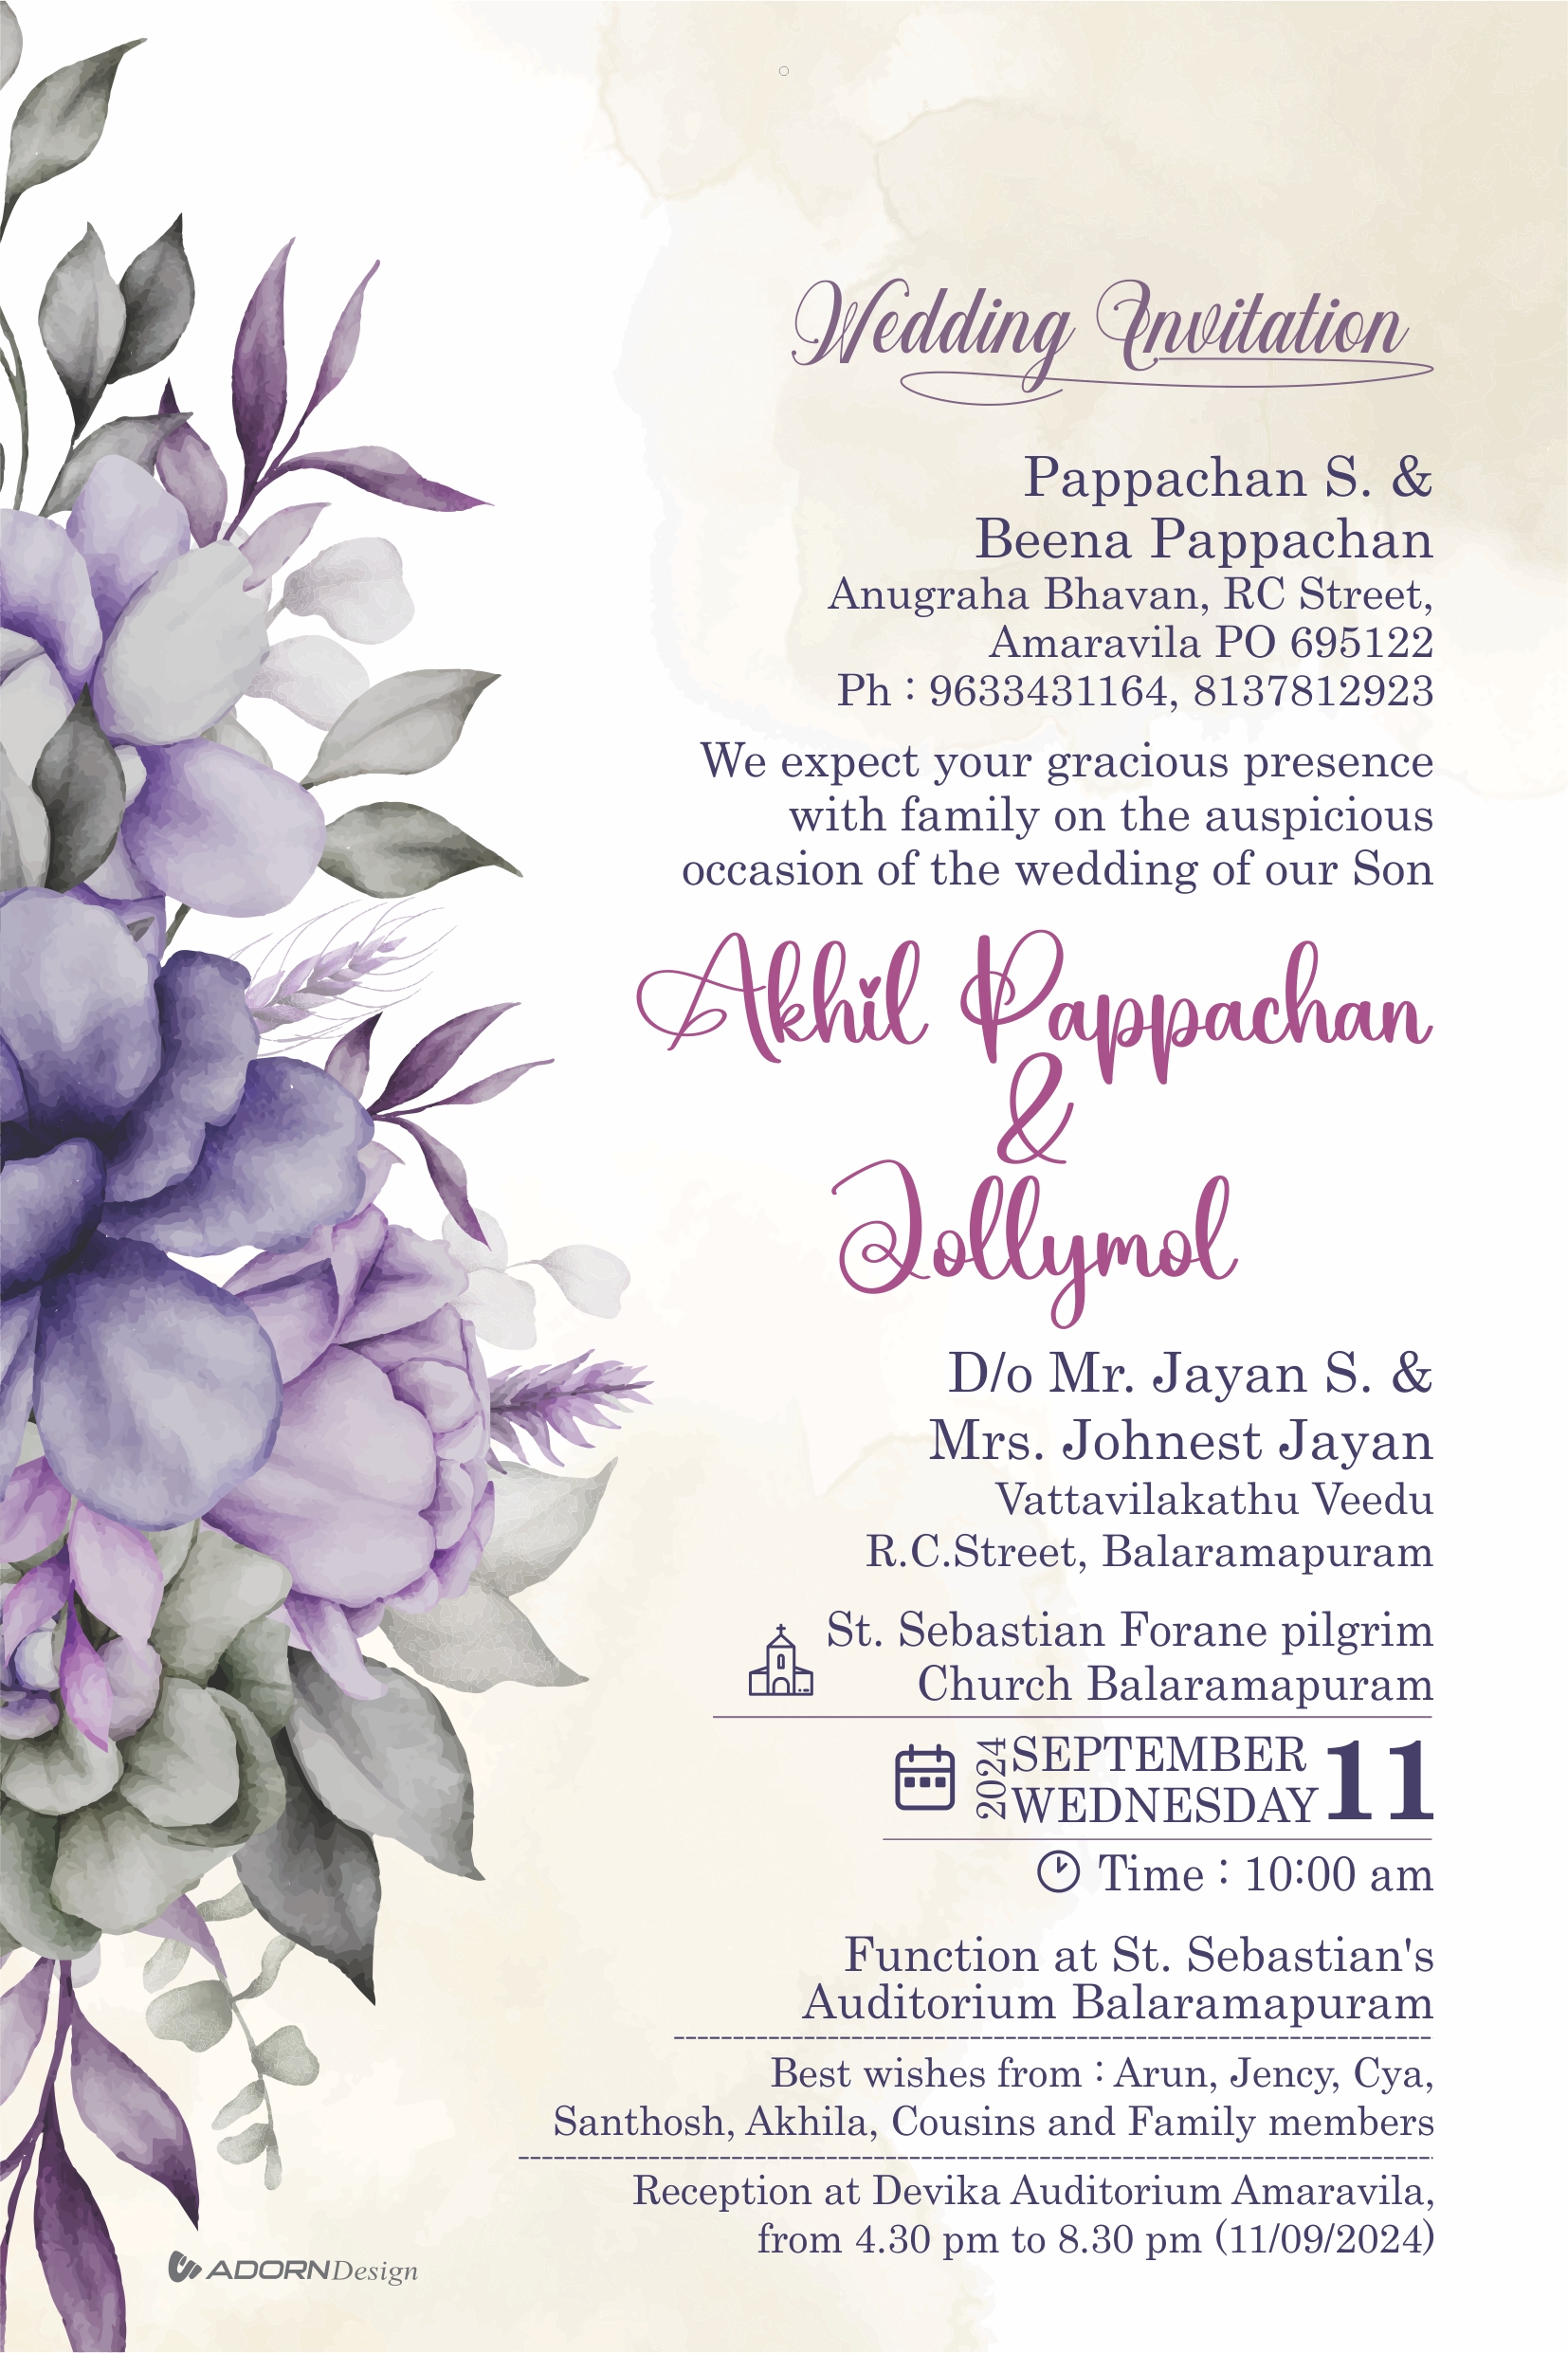 Wedding Invitation
Pappachan S. &
Beena Pappachan
Anugraha Bhavan, RC Street,
Amaravila PO 695122
Ph : 9633431164, 8137812923
We expect your gracious presence
with family on the auspicious
occasion of the wedding of our Son
Akhil Pappachan
&
Jollymol
D/o Mr. Jayan S. &
Mrs. Johnest Jayan
Vattavilakathu Veedu
R.C.Street, Balaramapuram
St. Sebastian Forane pilgrim
Church Balaramapuram
2024
SEPTEMBER
WEDNESDAY
11
Time : 10:00 am
Function at St. Sebastian's
Auditorium Balaramapuram
Best wishes from : Arun, Jency, Cya,
Santhosh, Akhila, Cousins and Family members
Reception at Devika Auditorium Amaravila,
from 4.30 pm to 8.30 pm (11/09/2024)
ADORN Design